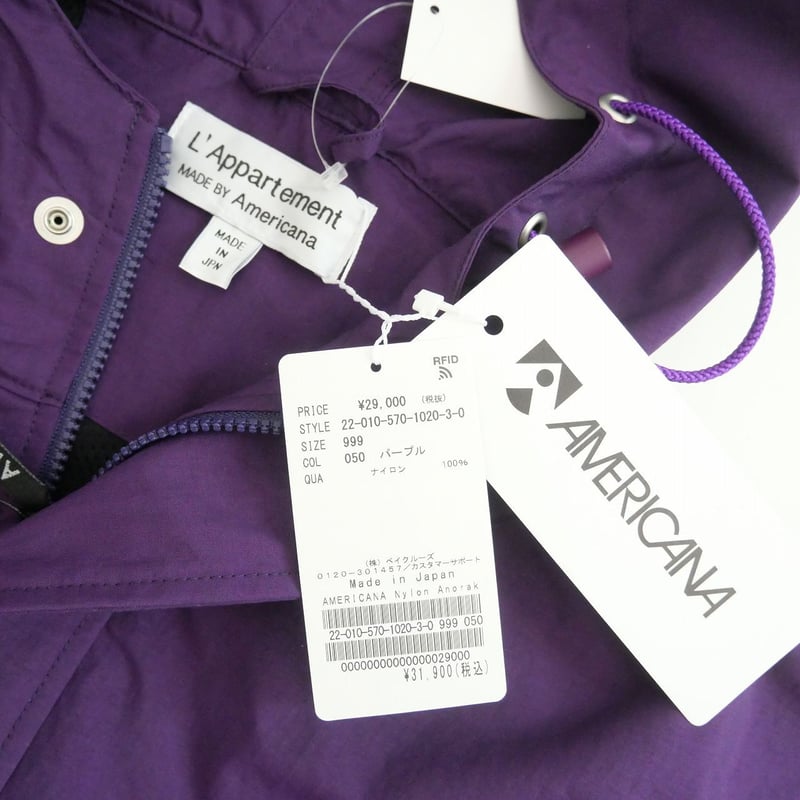 L'Appartement
MADE BY Americana
MADE
IN
JPN
RFID
PRICE ¥29,000 (税抜)
STYLE 22-010-570-1020-3-0
SIZE 999
COL 050 パープル
QUA ナイロン 100%
(株) ベイクルーズ
0120-301457/カスタマーサポート
Made in Japan
AMERICANA Nylon Anorak
22-010-570-1020-3-0 999 050
00000000000000029000
¥31,900(税込)
AMERICANA